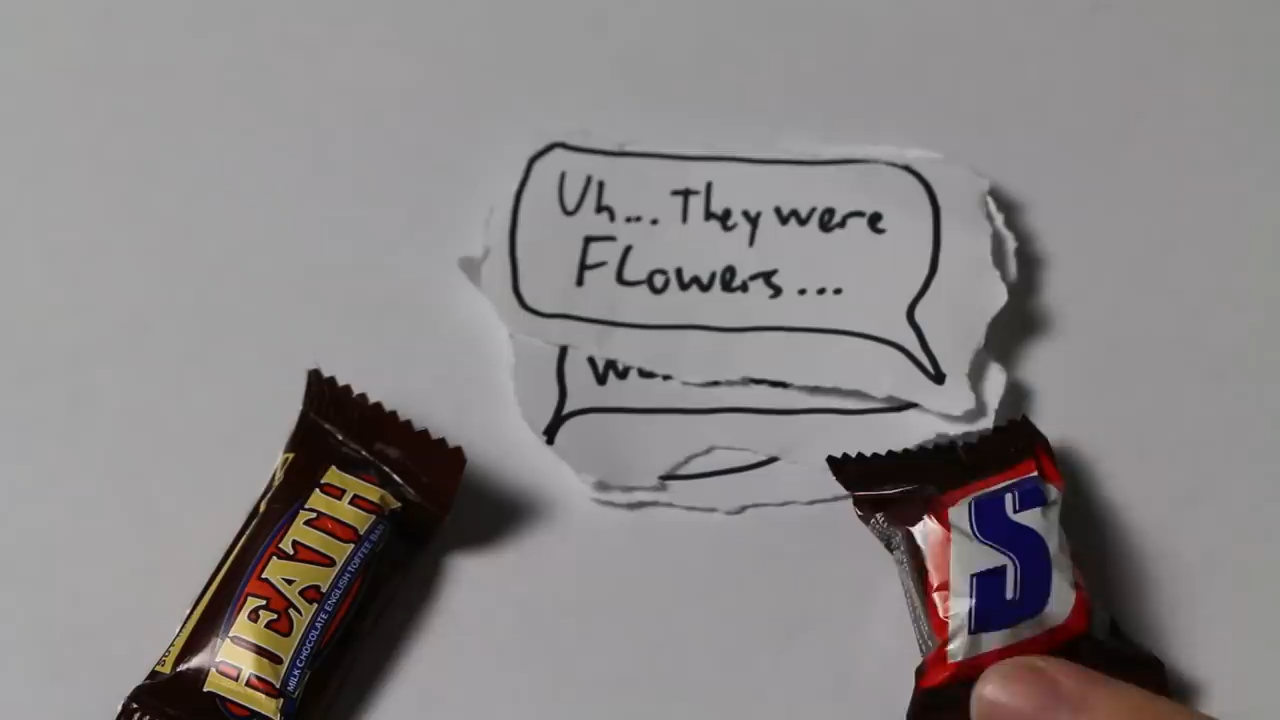 Uh... They were
FLowers...
HEATH
MILK CHOCOLATE ENGLISH TOFFEE BAR
S